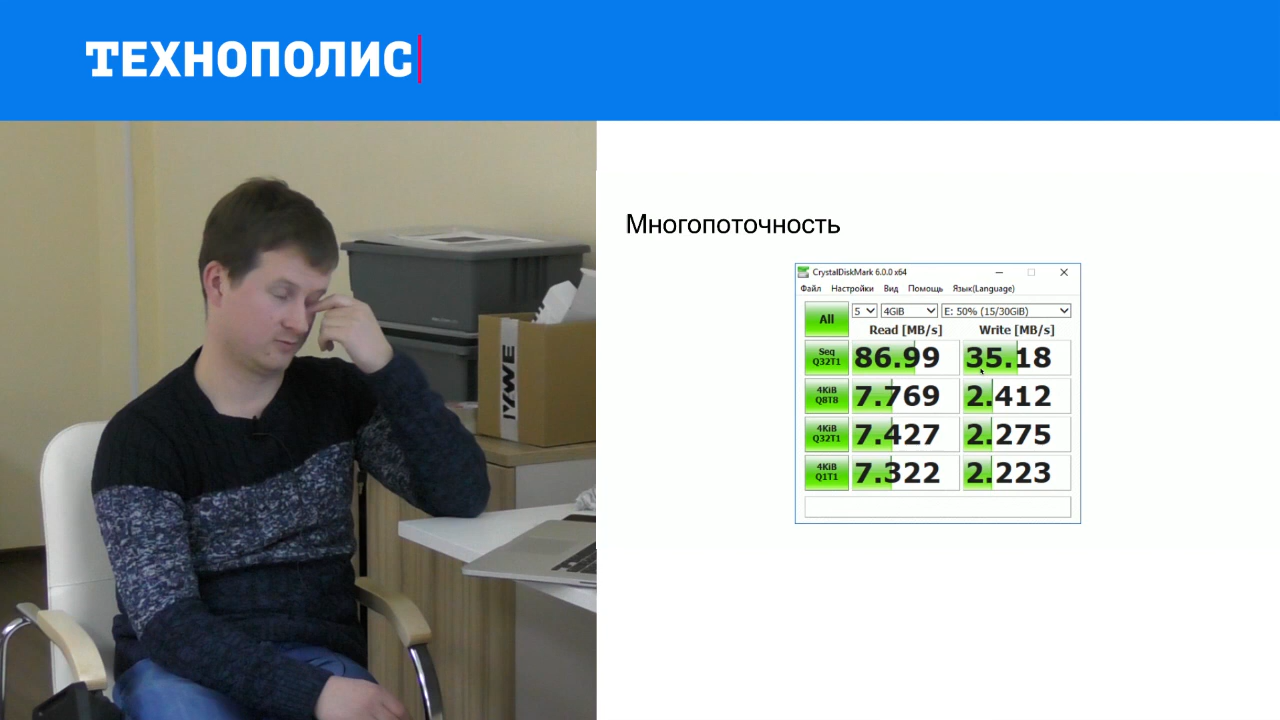 ТЕХНОПОЛИС
Многопоточность
CrystalDiskMark 6.0.0 x64
Файл Настройки Вид Помощь Язык(Language)
All 5 4GiB E: 50% (15/30GiB)
Read [MB/s] Write [MB/s]
Seq Q32T1 86.99 35.18
4KiB Q8T8 7.769 2.412
4KiB Q32T1 7.427 2.275
4KiB Q1T1 7.322 2.223